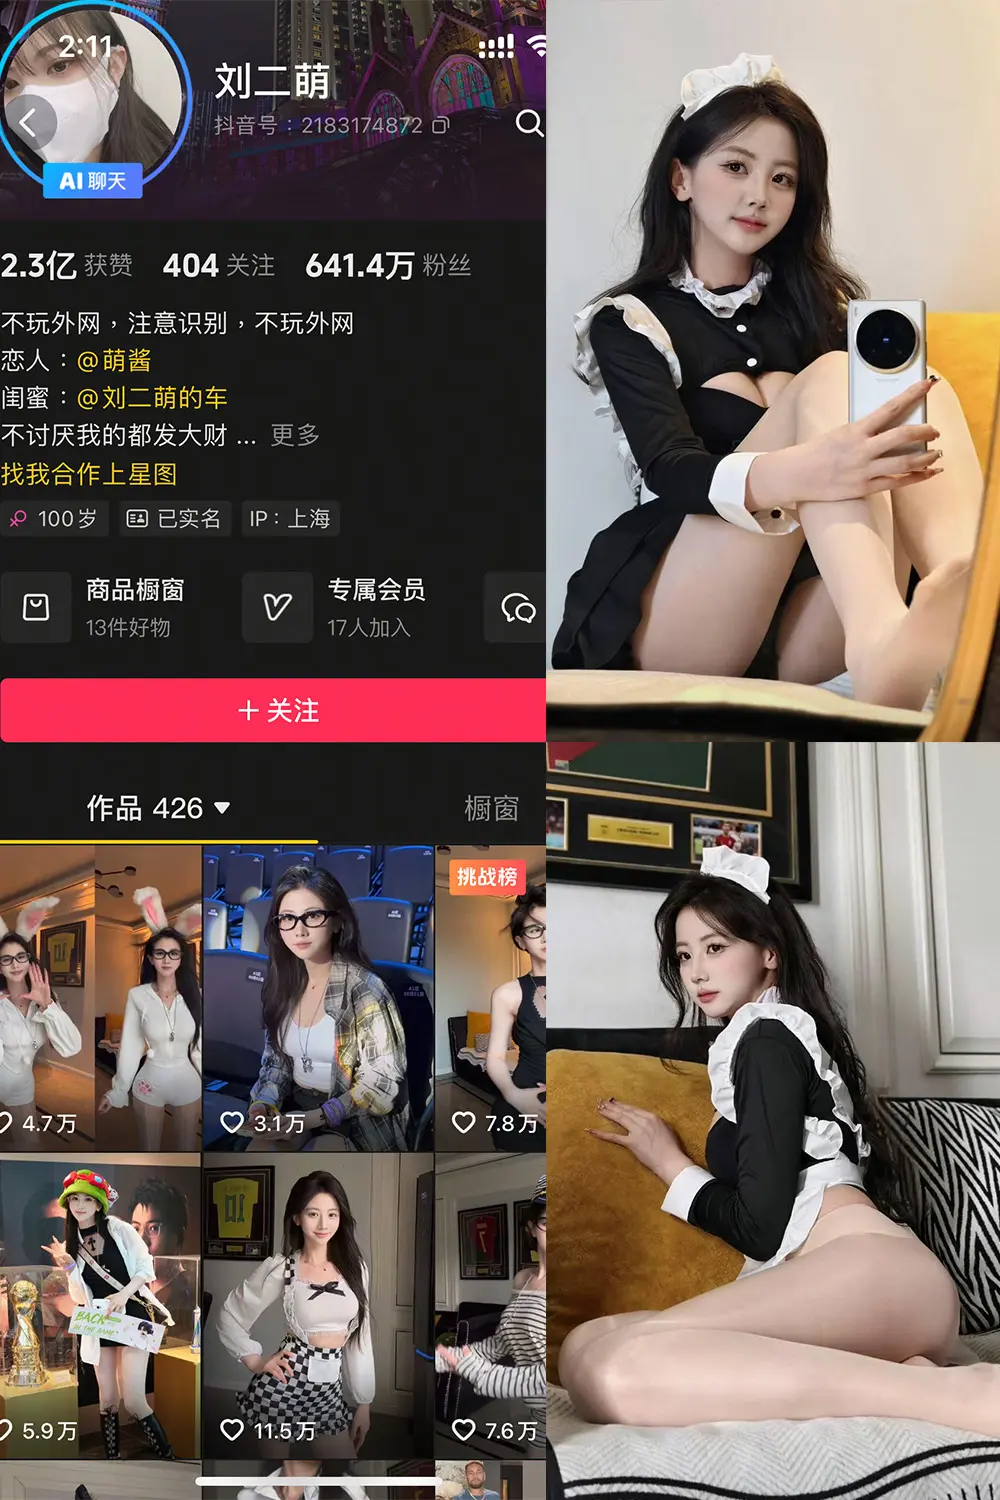 2:11
刘二萌
抖音号：2183174872
AI 聊天
2.3亿 获赞 404 关注 641.4万 粉丝
不玩外网，注意识别，不玩外网
恋人：@萌酱
闺蜜：@刘二萌的车
不讨厌我的都发大财 ... 更多
找我合作上星图
100岁 已实名 IP：上海
商品橱窗
13件好物
专属会员
17人加入
+ 关注
作品 426 橱窗
挑战榜
4.7万 3.1万 7.8万
BACK
5.9万 11.5万 7.6万